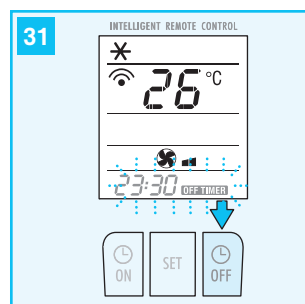 31
INTELLIGENT REMOTE CONTROL
26 °C
23:30 OFF TIMER
ON
SET
OFF